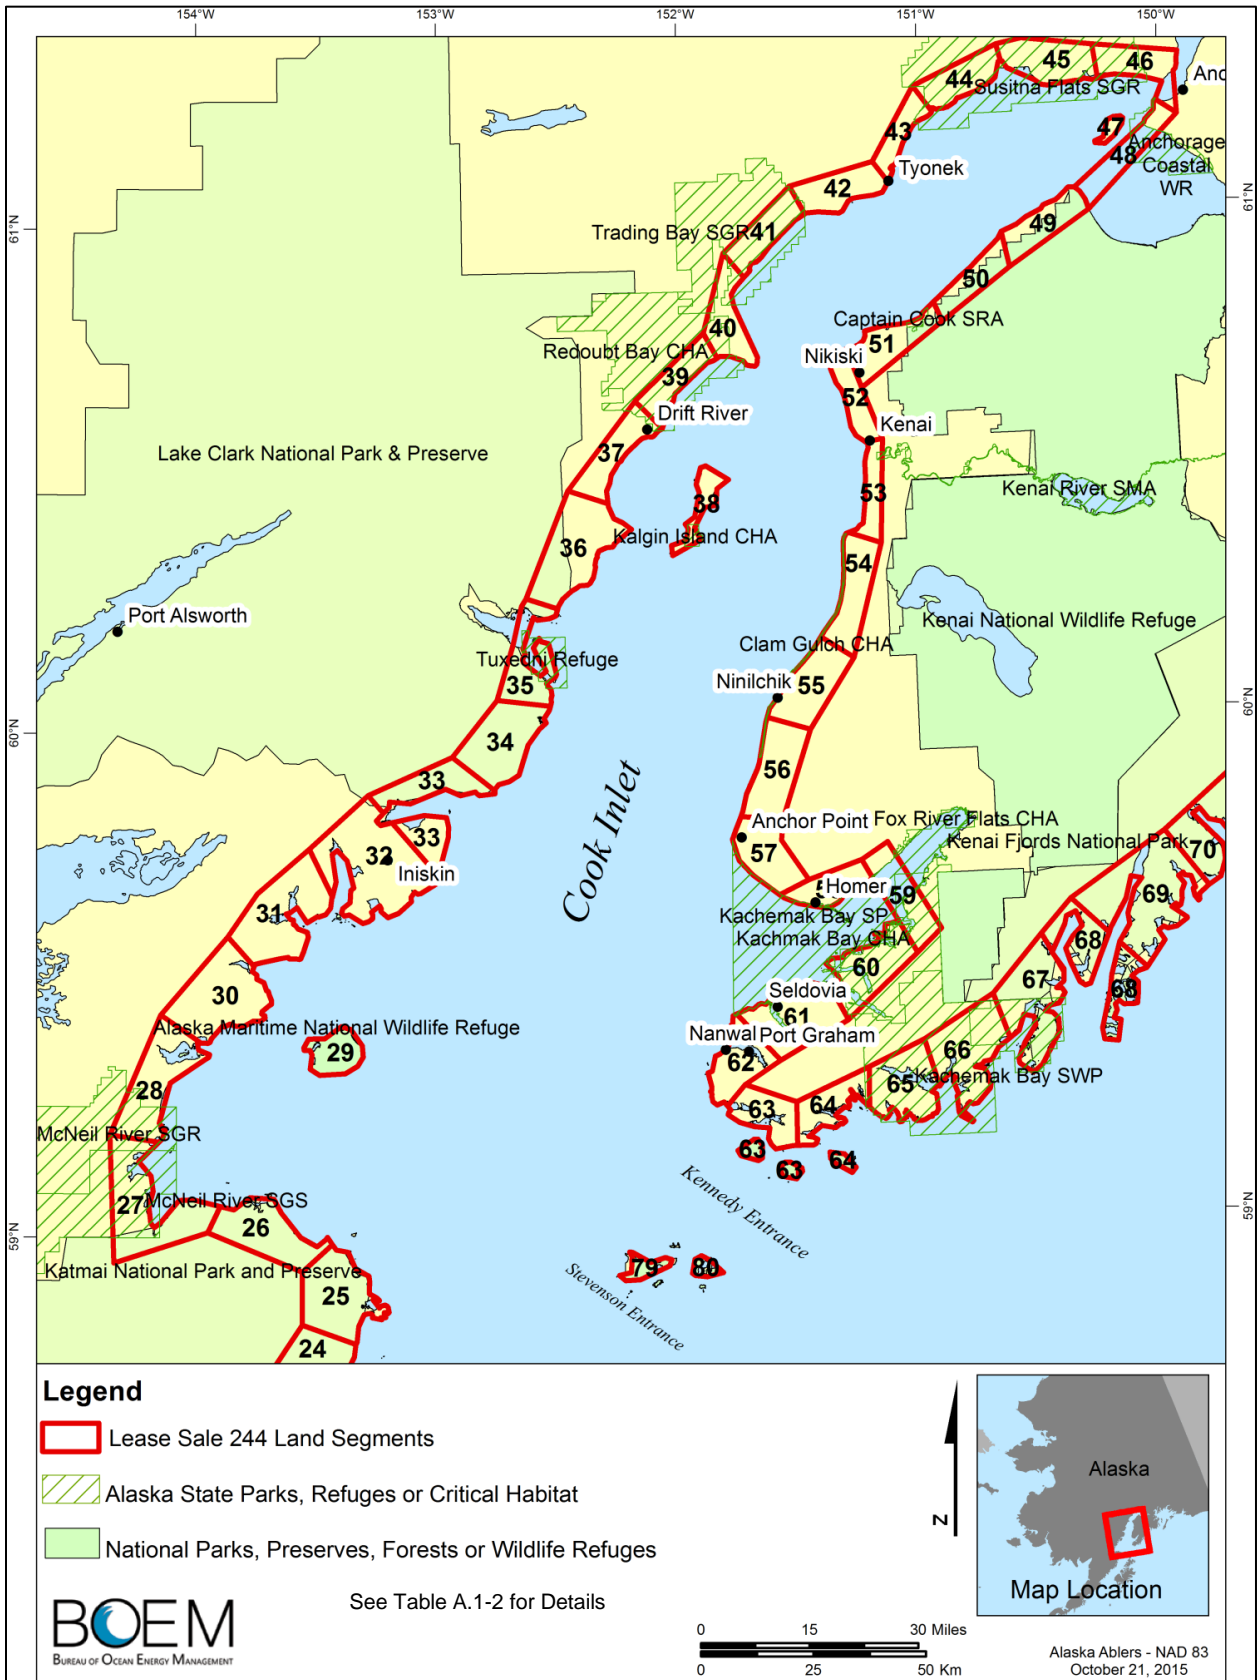 154°W
153°W
152°W
151°W
150°W
61°N
60°N
59°N
61°N
60°N
59°N
45
46
44
Susitna Flats SGR
Anc
47
43
48
Anchorage
Coastal
WR
Tyonek
42
49
Trading Bay SGR
41
50
Captain Cook SRA
40
51
Redoubt Bay CHA
Nikiski
39
52
Drift River
Kenai
37
Lake Clark National Park & Preserve
53
Kenai River SMA
38
Kalgin Island CHA
36
54
Port Alsworth
Kenai National Wildlife Refuge
Clam Gulch CHA
Tuxedni Refuge
35
Ninilchik
55
34
56
33
Cook Inlet
Anchor Point
Fox River Flats CHA
33
Kenai Fjords National Park
57
32
70
Iniskin
Homer
5
59
69
31
Kachemak Bay SP
Kachmak Bay CHA
68
60
67
30
Seldovia
68
61
Alaska Maritime National Wildlife Refuge
Nanwal
Port Graham
29
66
62
Kachemak Bay SWP
65
28
63
64
McNeil River SGR
63
64
63
McNeil River SGS
27
Kennedy Entrance
26
79
80
Katmai National Park and Preserve
Stevenson Entrance
25
24
Legend
Lease Sale 244 Land Segments
Alaska State Parks, Refuges or Critical Habitat
National Parks, Preserves, Forests or Wildlife Refuges
See Table A.1-2 for Details
BOEM
BUREAU OF OCEAN ENERGY MANAGEMENT
N
Alaska
Map Location
0 15 30 Miles
0 25 50 Km
Alaska Ablers - NAD 83
October 21, 2015